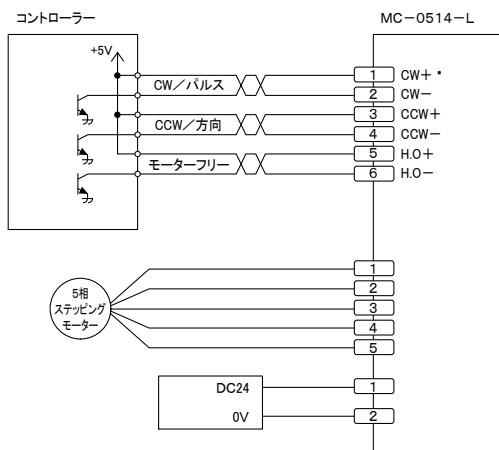 コントローラー
MC-0514-L
+5V
CW/パルス
1 CW+
2 CW-
CCW/方向
3 CCW+
4 CCW-
モーターフリー
5 H.O+
6 H.O-
5相
ステッピング
モーター
1
2
3
4
5
DC24
1
0V
2